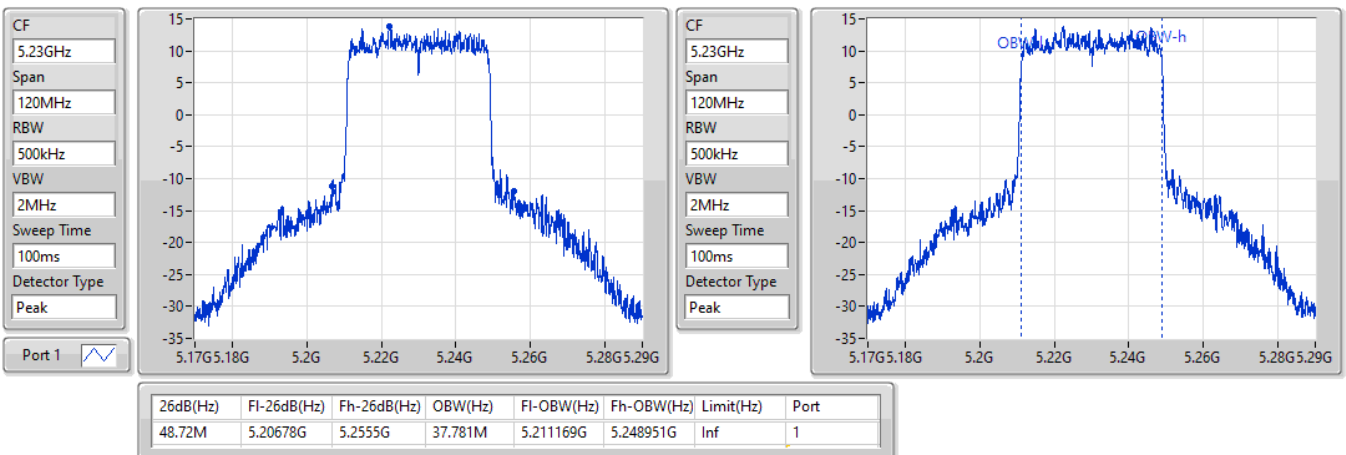 CF
5.23GHz
Span
120MHz
RBW
500kHz
VBW
2MHz
Sweep Time
100ms
Detector Type
Peak
Port 1
15-
10-
5-
0-
-5-
-10-
-15-
-20-
-25-
-30-
-35-
5.17G 5.18G 5.2G 5.22G 5.24G 5.26G 5.28G 5.29G
CF
5.23GHz
Span
120MHz
RBW
500kHz
VBW
2MHz
Sweep Time
100ms
Detector Type
Peak
15-
10-
5-
0-
-5-
-10-
-15-
-20-
-25-
-30-
-35-
OBW-h
5.17G 5.18G 5.2G 5.22G 5.24G 5.26G 5.28G 5.29G
26dB(Hz) Fl-26dB(Hz) Fh-26dB(Hz) OBW(Hz) Fl-OBW(Hz) Fh-OBW(Hz) Limit(Hz) Port
48.72M 5.20678G 5.2555G 37.781M 5.211169G 5.248951G Inf 1